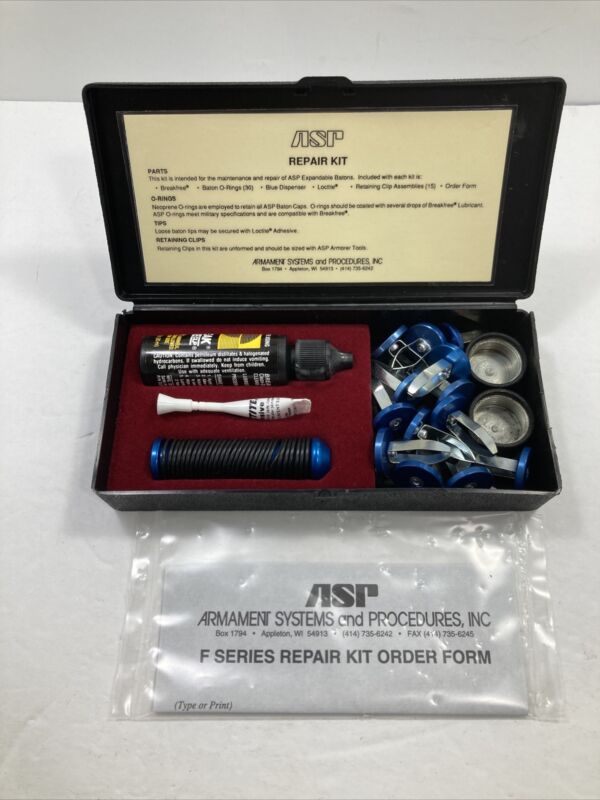 ASP
REPAIR KIT
PARTS
This kit is intended for the maintenance and repair of ASP Expandable Batons. Included with each kit is:
• Breakfree® • Baton O-Rings (30) • Blue Dispenser • Loctite® • Retaining Clip Assemblies (15) • Order Form
O-RINGS
Neoprene O-rings are employed to retain all ASP Baton Caps. O-rings should be coated with several drops of Breakfree® Lubricant.
ASP O-rings meet military specifications and are compatible with Breakfree®.
TIPS
Loose baton tips may be secured with Loctite® Adhesive.
RETAINING CLIPS
Retaining Clips in this kit are unformed and should be sized with ASP Armorer Tools.
ARMAMENT SYSTEMS and PROCEDURES, INC
Box 1794 • Appleton, WI 54913 • (414) 735-6242
CAUTION: Contains petroleum distillates & halogenated
hydrocarbons. If swallowed do not induce vomiting.
Call physician immediately. Keep from children.
Use with adequate ventilation.
ASP
ARMAMENT SYSTEMS and PROCEDURES, INC
Box 1794 • Appleton, WI 54913 • (414) 735-6242 • FAX (414) 735-6245
F SERIES REPAIR KIT ORDER FORM
(Type or Print)